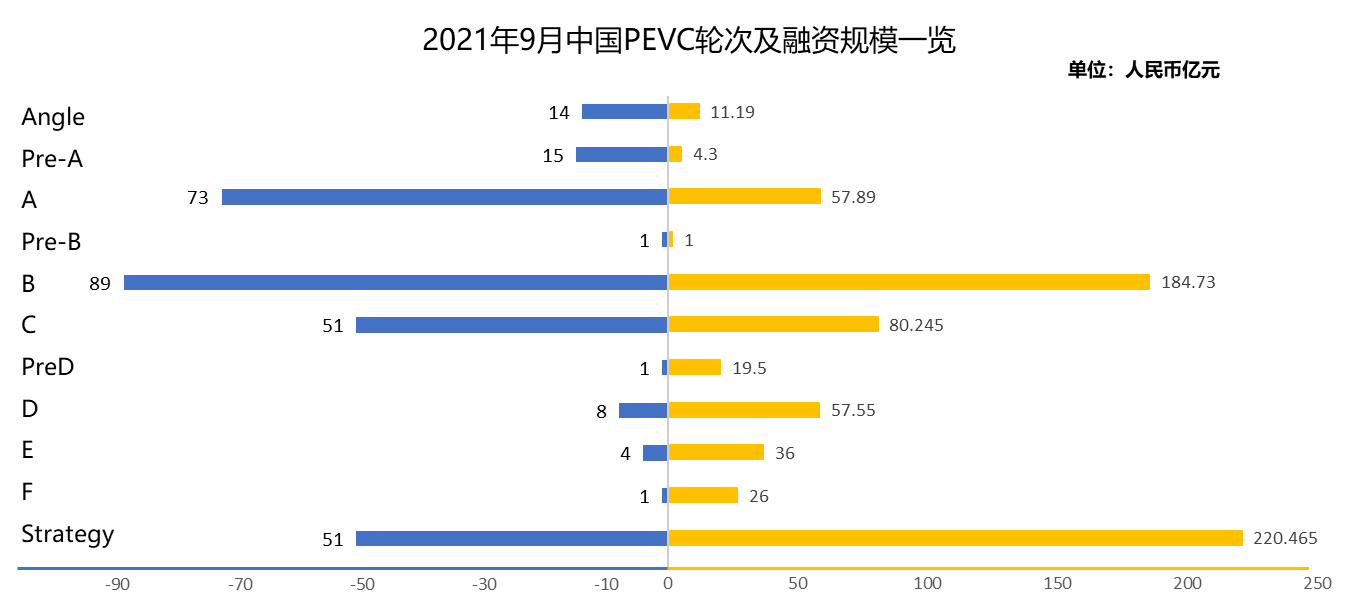 2021年9月中国PEVC轮次及融资规模一览
单位：人民币亿元
Angle 14 11.19
Pre-A 15 4.3
A 73 57.89
Pre-B 1 1
B 89 184.73
C 51 80.245
PreD 1 19.5
D 8 57.55
E 4 36
F 1 26
Strategy 51 220.465
-90 -70 -50 -30 -10 0 50 100 150 200 250